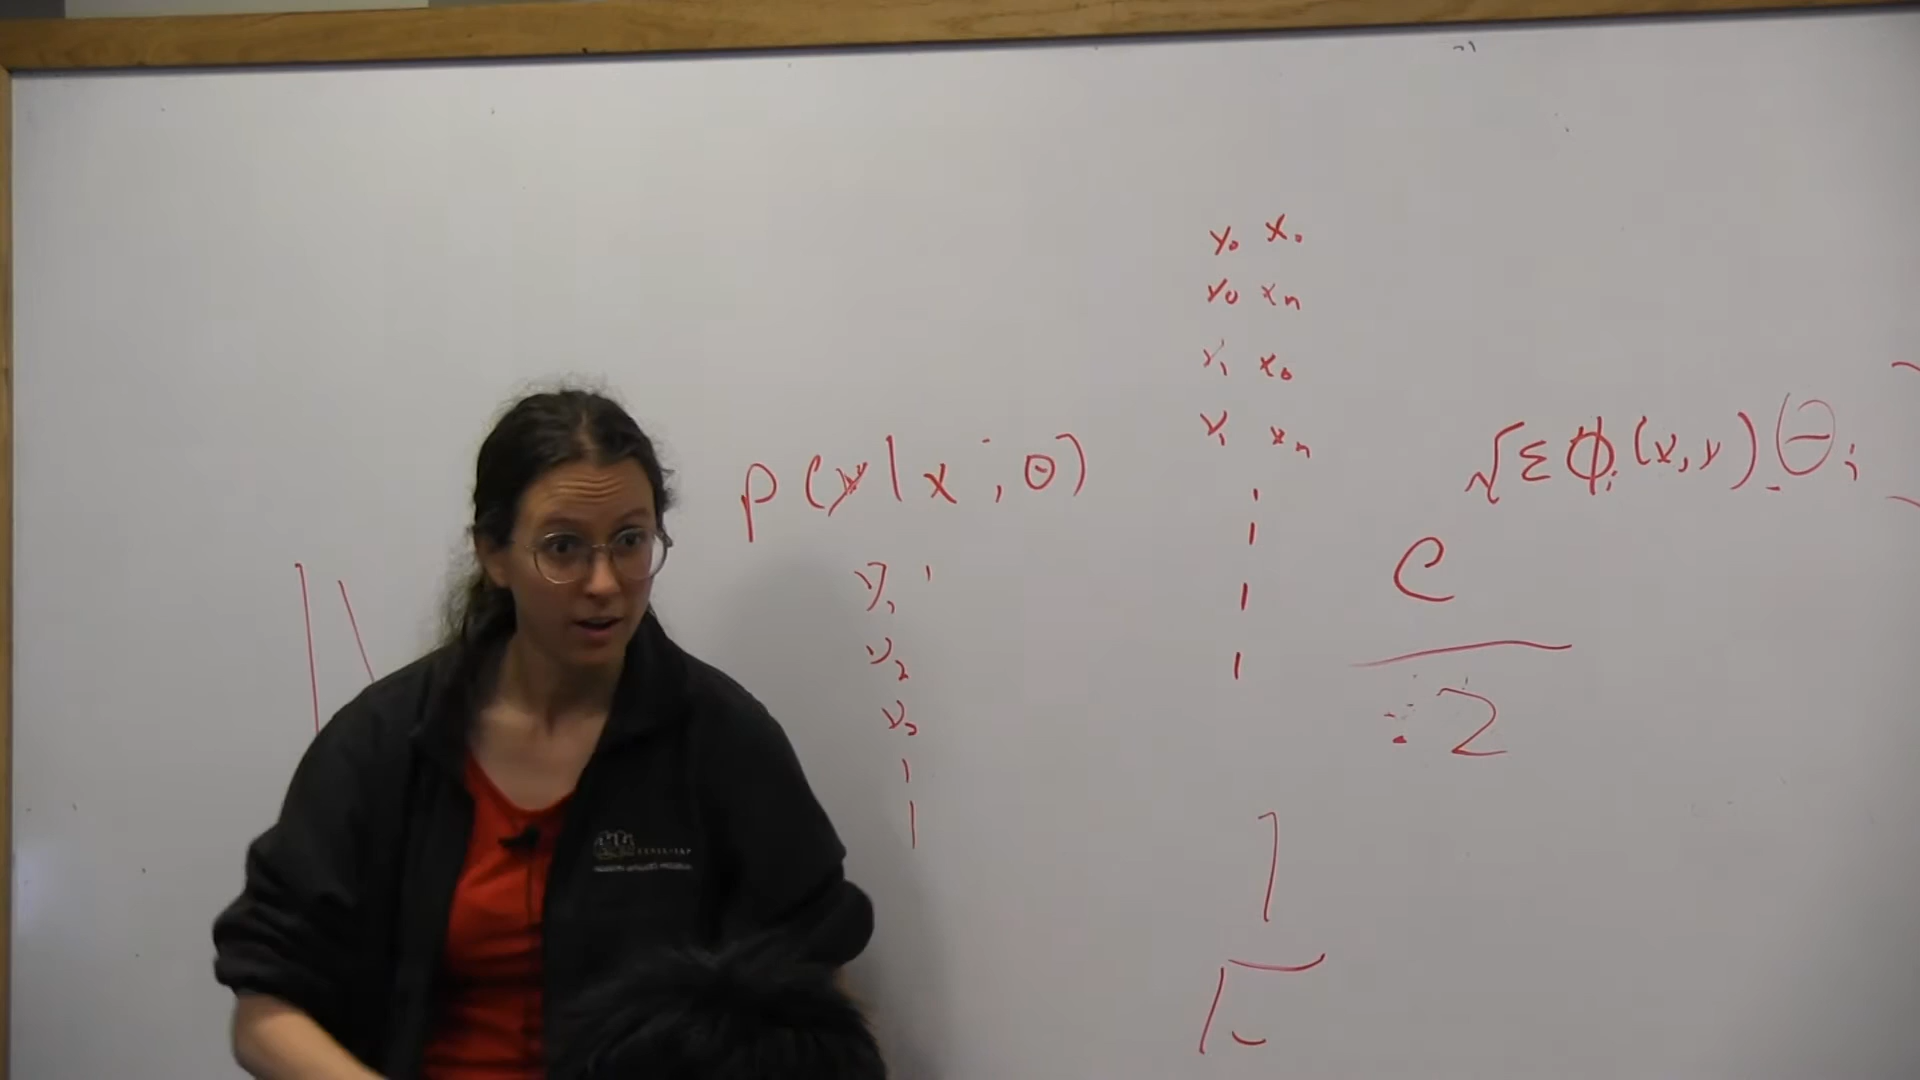 y₀ x₀
y₀ xₙ
y₁ x₀
y₁ xₙ
p(y|x; θ)
√Σ ϕᵢ(x,y) Θᵢ
e
Z
y₁
y₂
y₃